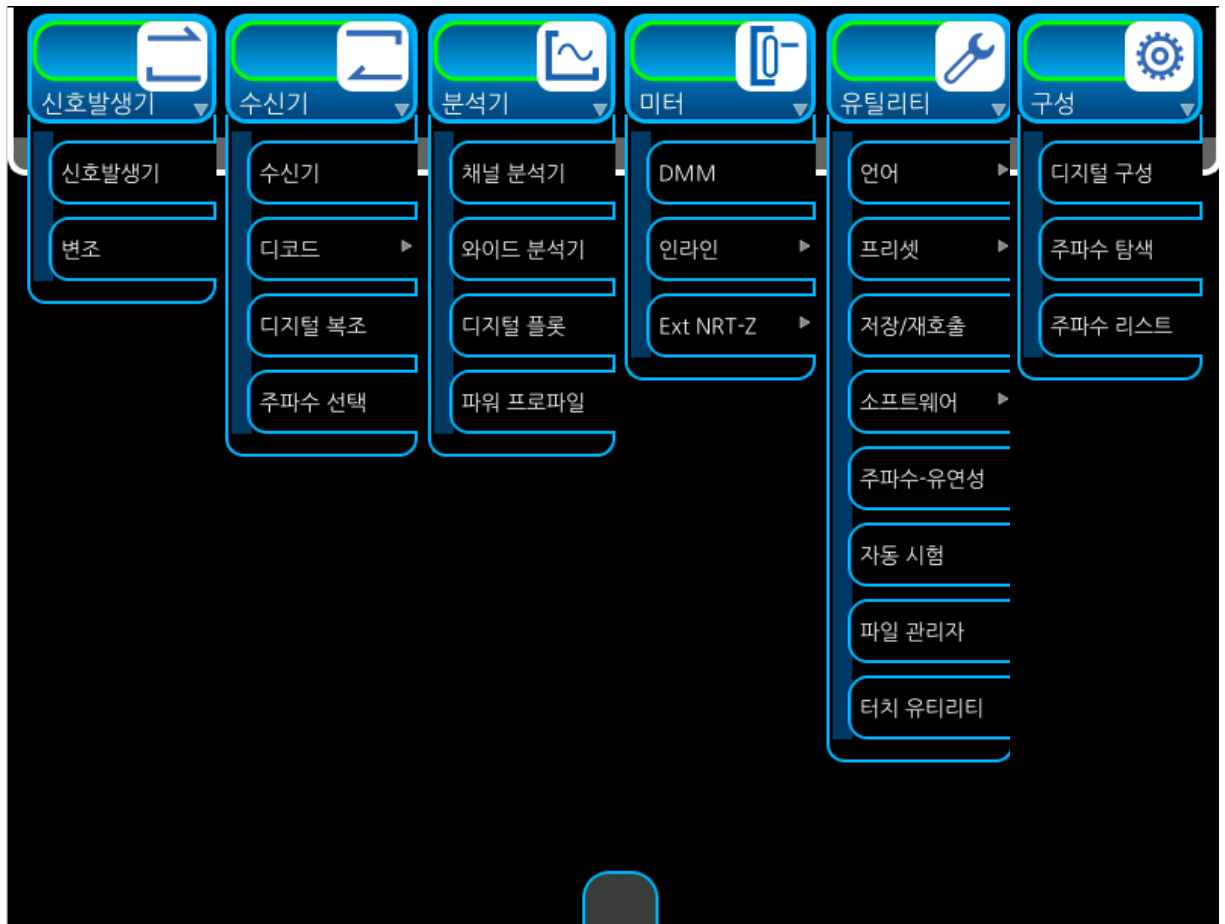 신호발생기
수신기
분석기
미터
유틸리티
구성
신호발생기
변조
수신기
디코드
디지털 복조
주파수 선택
채널 분석기
와이드 분석기
디지털 플롯
파워 프로파일
DMM
인라인
Ext NRT-Z
언어
프리셋
저장/재호출
소프트웨어
주파수-유연성
자동 시험
파일 관리자
터치 유티리티
디지털 구성
주파수 탐색
주파수 리스트